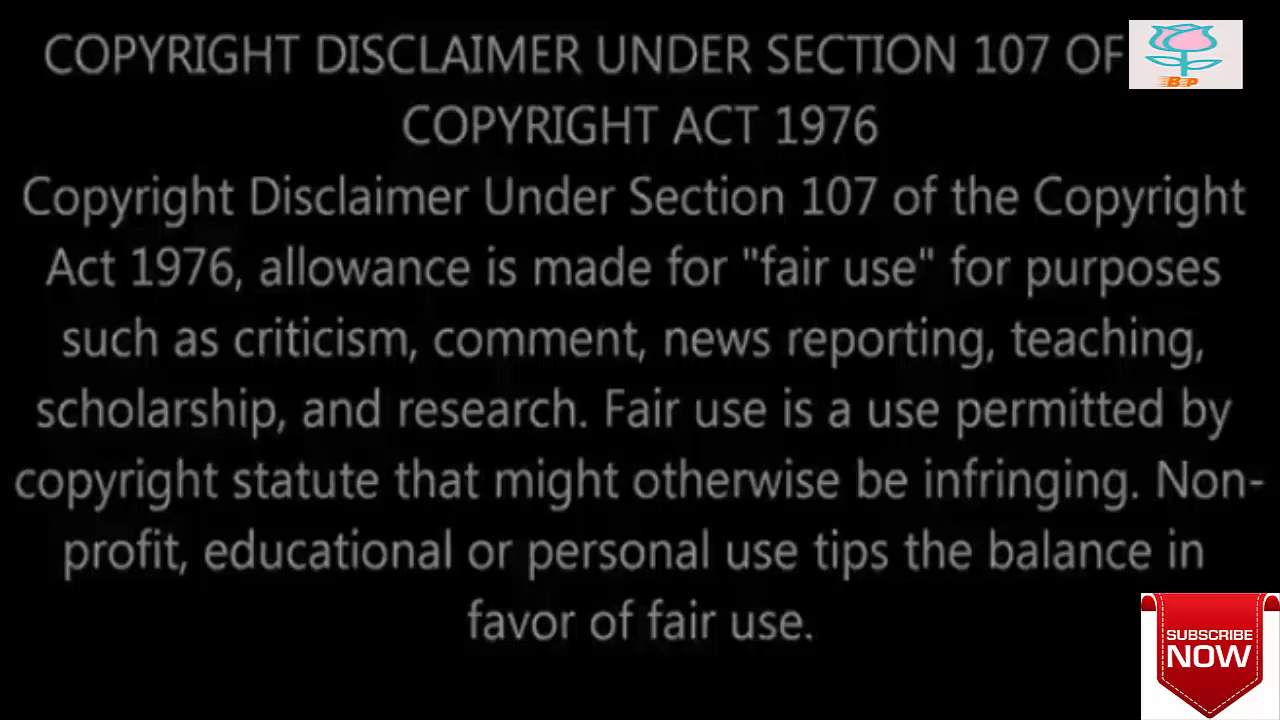 COPYRIGHT DISCLAIMER UNDER SECTION 107 OF
COPYRIGHT ACT 1976
Copyright Disclaimer Under Section 107 of the Copyright
Act 1976, allowance is made for "fair use" for purposes
such as criticism, comment, news reporting, teaching,
scholarship, and research. Fair use is a use permitted by
copyright statute that might otherwise be infringing. Non-
profit, educational or personal use tips the balance in
favor of fair use.
BP
SUBSCRIBE
NOW